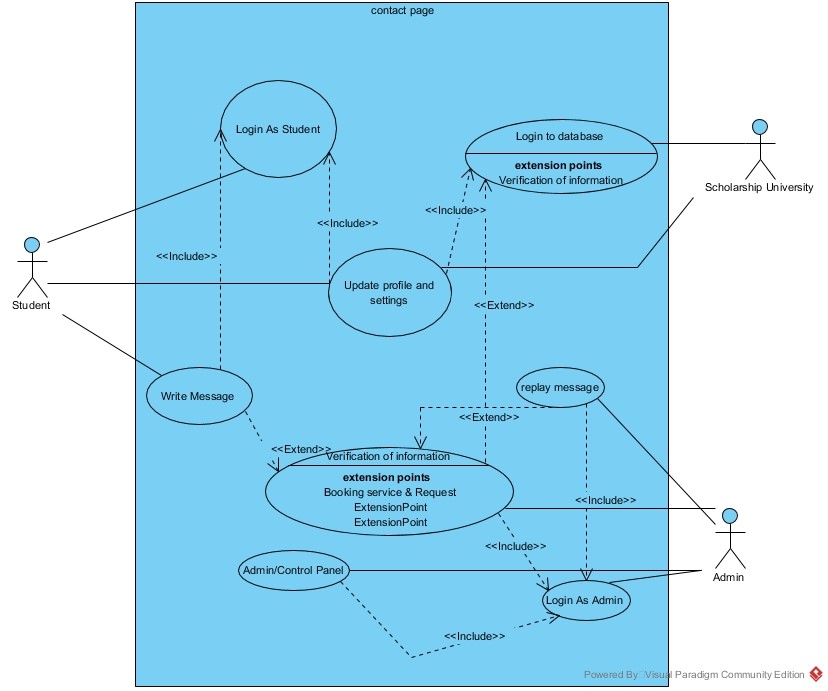 contact page
Login As Student
Login to database
extension points
Verification of information
Scholarship University
<<Include>>
<<Include>>
<<Include>>
Student
Update profile and
settings
<<Extend>>
Write Message
replay message
<<Extend>>
<<Extend>>
Verification of information
extension points
Booking service & Request
ExtensionPoint
ExtensionPoint
<<Include>>
<<Include>>
Admin/Control Panel
Admin
Login As Admin
<<Include>>
Powered By Visual Paradigm Community Edition